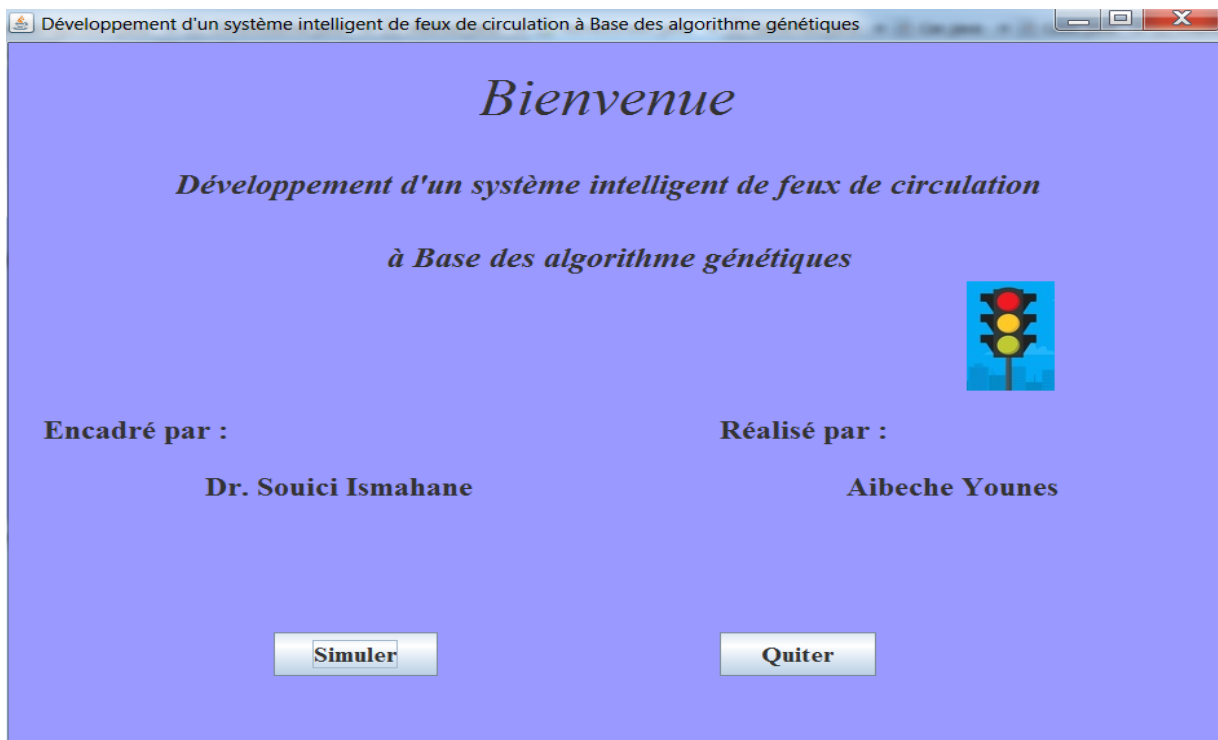 Développement d'un système intelligent de feux de circulation à Base des algorithme génétiques
Bienvenue
Développement d'un système intelligent de feux de circulation
à Base des algorithme génétiques
Encadré par :
Réalisé par :
Dr. Souici Ismahane
Aibeche Younes
Simuler
Quiter